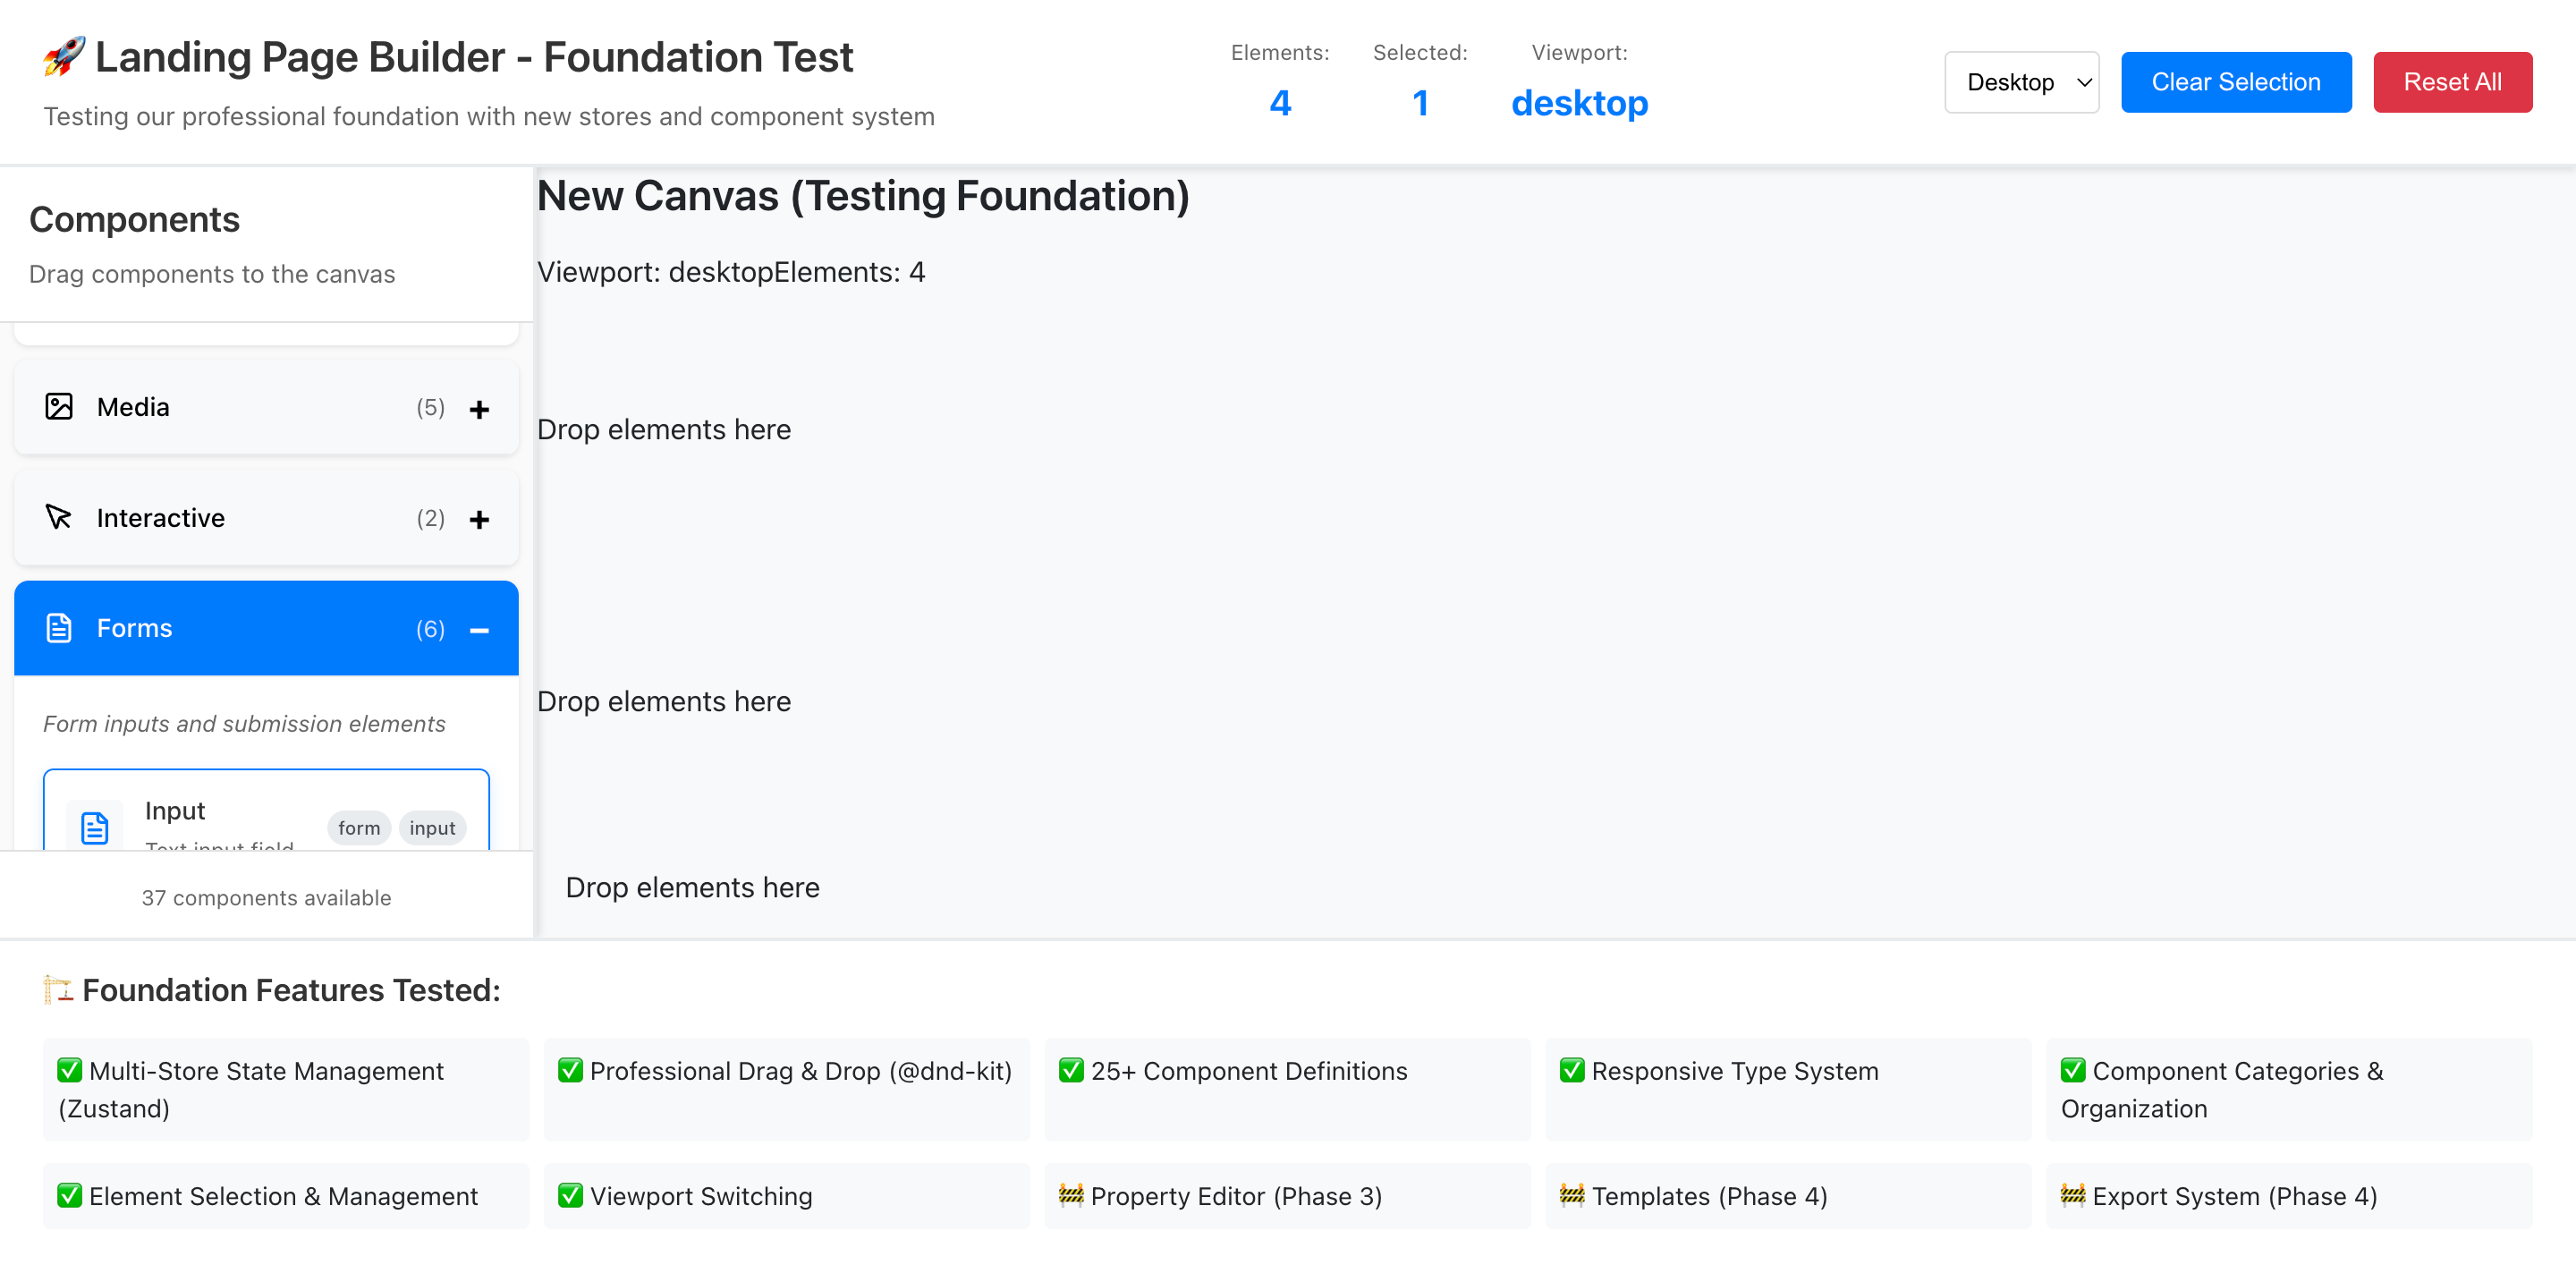 🚀 Landing Page Builder - Foundation Test
Testing our professional foundation with new stores and component system
Elements:
4
Selected:
1
Viewport:
desktop
Desktop
Clear Selection
Reset All
Components
Drag components to the canvas
Media
(5)
Interactive
(2)
Forms
(6)
Form inputs and submission elements
Input
form
input
Text input field
37 components available
New Canvas (Testing Foundation)
Viewport: desktopElements: 4
Drop elements here
Drop elements here
Drop elements here
🏗️ Foundation Features Tested:
✅ Multi-Store State Management
(Zustand)
✅ Professional Drag & Drop (@dnd-kit)
✅ 25+ Component Definitions
✅ Responsive Type System
✅ Component Categories &
Organization
✅ Element Selection & Management
✅ Viewport Switching
🚧 Property Editor (Phase 3)
🚧 Templates (Phase 4)
🚧 Export System (Phase 4)